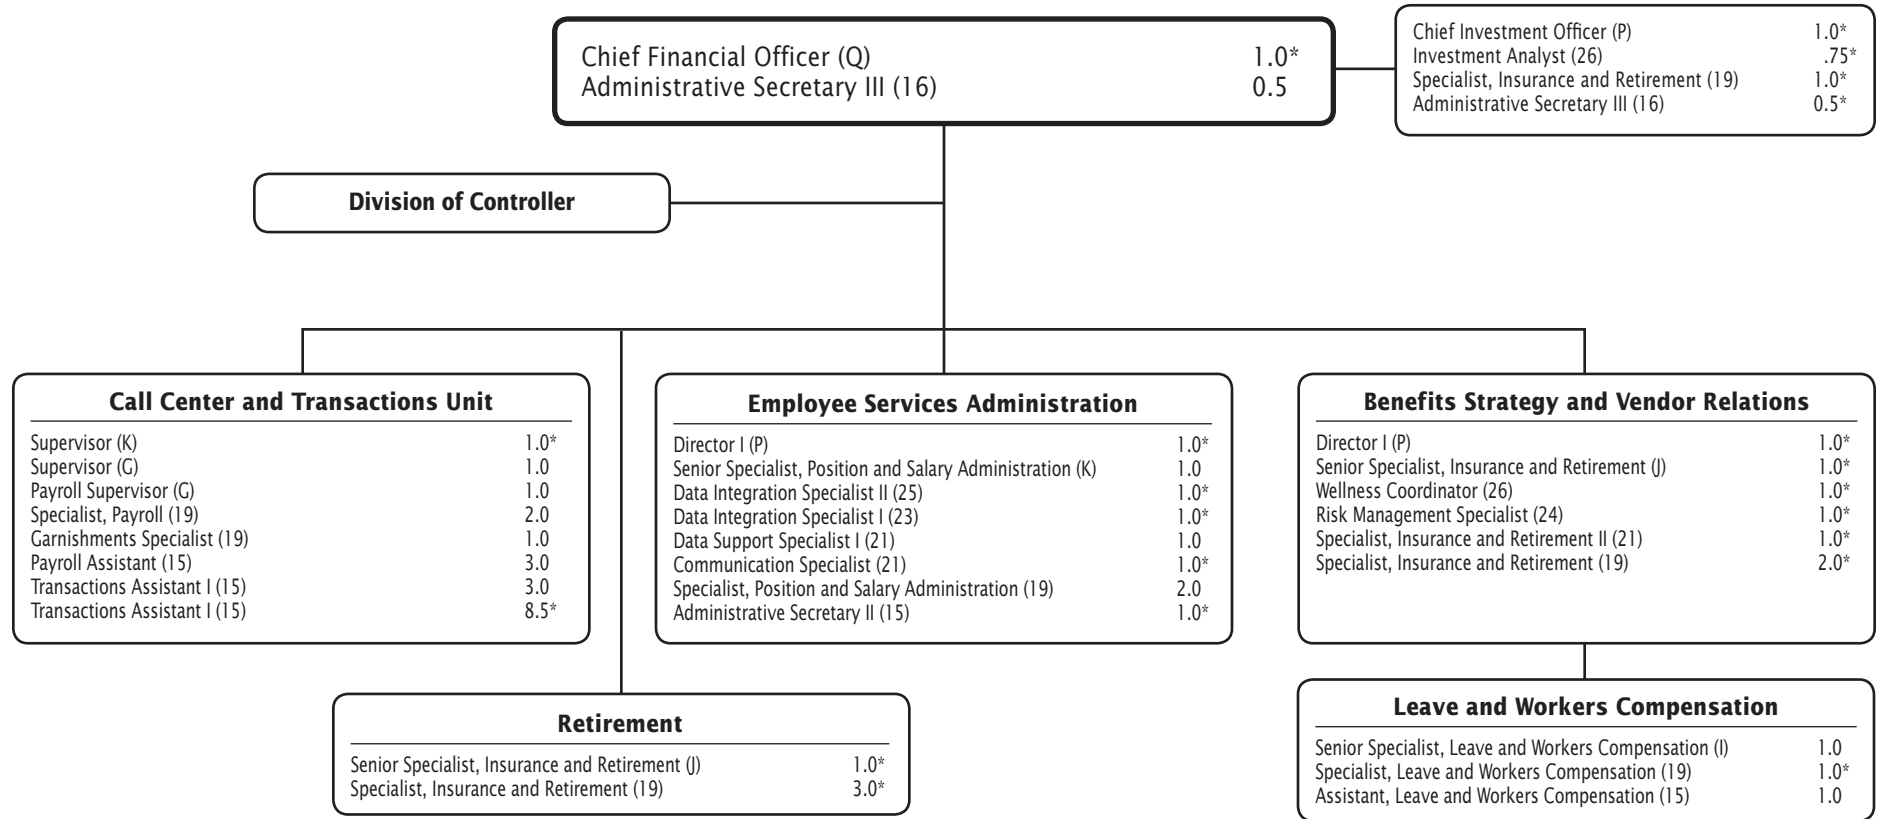 Chief Financial Officer (Q) 1.0*
Administrative Secretary III (16) 0.5
Chief Investment Officer (P) 1.0*
Investment Analyst (26) .75*
Specialist, Insurance and Retirement (19) 1.0*
Administrative Secretary III (16) 0.5*
Division of Controller
Call Center and Transactions Unit
Supervisor (K) 1.0*
Supervisor (G) 1.0
Payroll Supervisor (G) 1.0
Specialist, Payroll (19) 2.0
Garnishments Specialist (19) 1.0
Payroll Assistant (15) 3.0
Transactions Assistant I (15) 3.0
Transactions Assistant I (15) 8.5*
Employee Services Administration
Director I (P) 1.0*
Senior Specialist, Position and Salary Administration (K) 1.0
Data Integration Specialist II (25) 1.0*
Data Integration Specialist I (23) 1.0*
Data Support Specialist I (21) 1.0
Communication Specialist (21) 1.0*
Specialist, Position and Salary Administration (19) 2.0
Administrative Secretary II (15) 1.0*
Benefits Strategy and Vendor Relations
Director I (P) 1.0*
Senior Specialist, Insurance and Retirement (J) 1.0*
Wellness Coordinator (26) 1.0*
Risk Management Specialist (24) 1.0*
Specialist, Insurance and Retirement II (21) 1.0*
Specialist, Insurance and Retirement (19) 2.0*
Retirement
Senior Specialist, Insurance and Retirement (J) 1.0*
Specialist, Insurance and Retirement (19) 3.0*
Leave and Workers Compensation
Senior Specialist, Leave and Workers Compensation (I) 1.0
Specialist, Leave and Workers Compensation (19) 1.0*
Assistant, Leave and Workers Compensation (15) 1.0